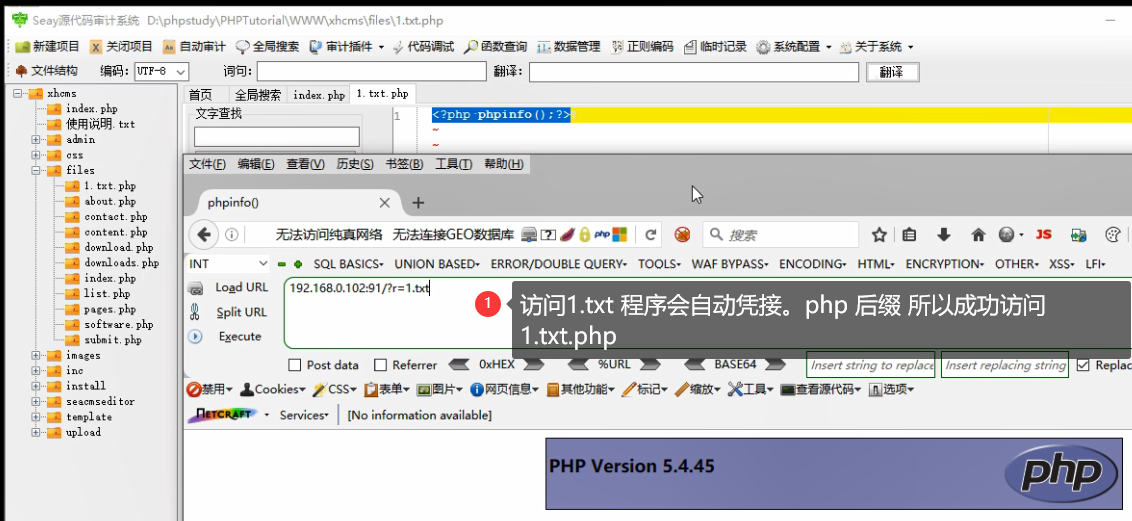 Seay源代码审计系统 D:\phpstudy\PHPTutorial\WWW\xhcms\files\1.txt.php
新建项目 关闭项目 自动审计 全局搜索 审计插件 代码调试 函数查询 数据管理 正则编码 临时记录 系统配置 关于系统
文件结构 编码: UTF-8 词句: 翻译: 翻译
首页 全局搜索 index.php 1.txt.php
文字查找
1 <?php phpinfo();?>
~
~
xhcms
index.php
使用说明.txt
admin
css
files
1.txt.php
about.php
contact.php
content.php
download.php
downloads.php
index.php
list.php
pages.php
software.php
submit.php
images
inc
install
seacmseditor
template
upload
文件(F) 编辑(E) 查看(V) 历史(S) 书签(B) 工具(T) 帮助(H)
phpinfo()
无法访问纯真网络 无法连接GEO数据库 php 搜索 JS
INT SQL BASICS UNION BASED ERROR/DOUBLE QUERY TOOLS WAF BYPASS ENCODING HTML ENCRYPTION OTHER XSS LFI
Load URL 192.168.0.102:91/?r=1.txt
Split URL
Execute
1 访问1.txt 程序会自动凭接。php 后缀 所以成功访问
1.txt.php
Post data Referrer 0xHEX %URL BASE64 Insert string to replace Insert replacing string Replac
禁用 Cookies CSS 表单 图片 网页信息 其他功能 标记 缩放 工具 查看源代码 选项
NETCRAFT Services [No information available]
PHP Version 5.4.45
php